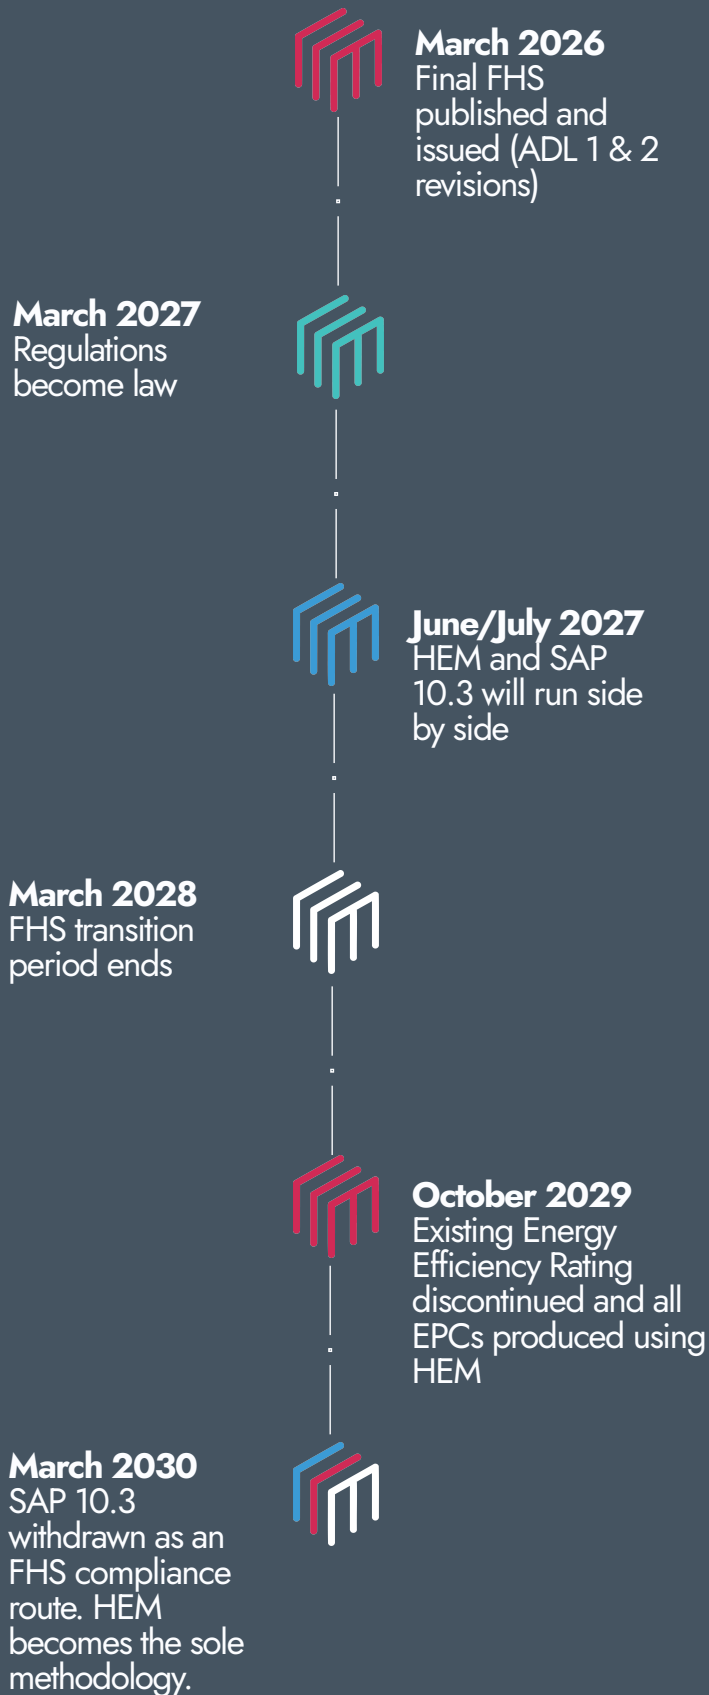 March 2026
Final FHS
published and
issued (ADL 1 & 2
revisions)
March 2027
Regulations
become law
June/July 2027
HEM and SAP
10.3 will run side
by side
March 2028
FHS transition
period ends
October 2029
Existing Energy
Efficiency Rating
discontinued and all
EPCs produced using
HEM
March 2030
SAP 10.3
withdrawn as an
FHS compliance
route. HEM
becomes the sole
methodology.